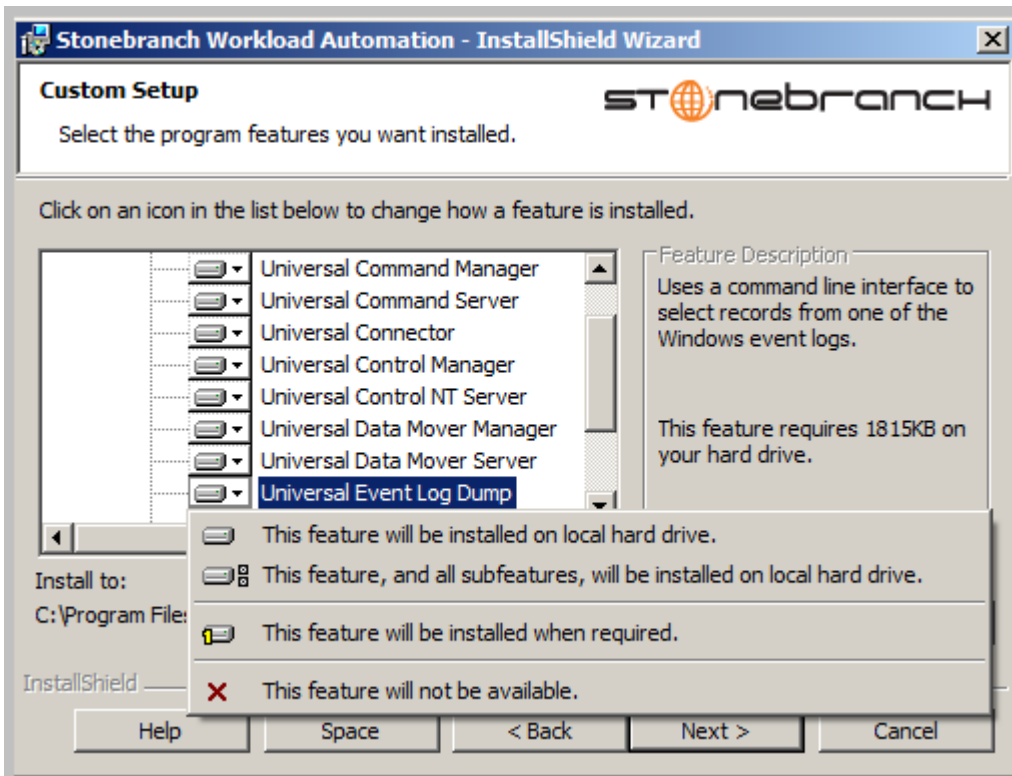 Stonebranch Workload Automation - InstallShield Wizard
Custom Setup
Select the program features you want installed.
STONEBRANCH
Click on an icon in the list below to change how a feature is installed.
Universal Command Manager
Universal Command Server
Universal Connector
Universal Control Manager
Universal Control NT Server
Universal Data Mover Manager
Universal Data Mover Server
Universal Event Log Dump
Feature Description
Uses a command line interface to
select records from one of the
Windows event logs.
This feature requires 1815KB on
your hard drive.
This feature will be installed on local hard drive.
This feature, and all subfeatures, will be installed on local hard drive.
This feature will be installed when required.
This feature will not be available.
Install to:
C:\Program Files
InstallShield
Help
Space
< Back
Next >
Cancel